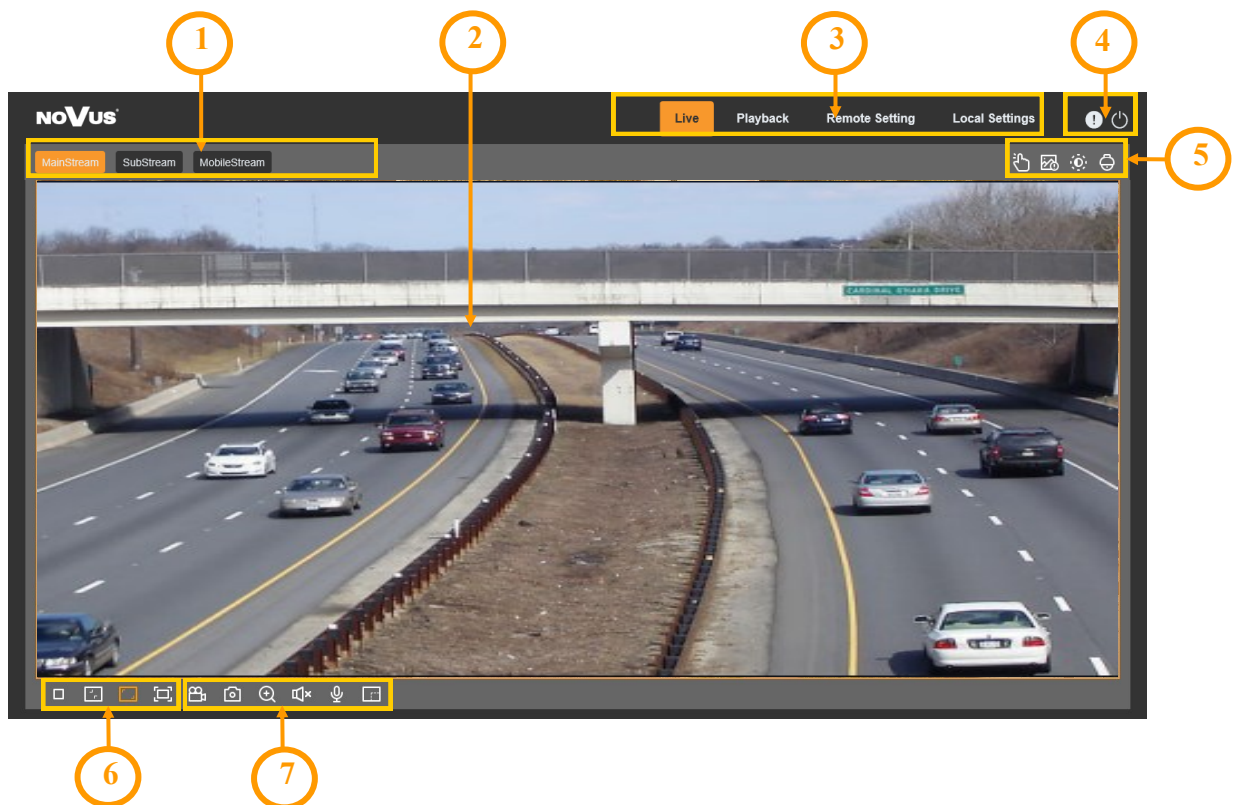 1
2
3
4
NOVUS
Live Playback Remote Setting Local Settings
MainStream SubStream MobileStream
5
CARDINAL O'HARA DRIVE
6
7